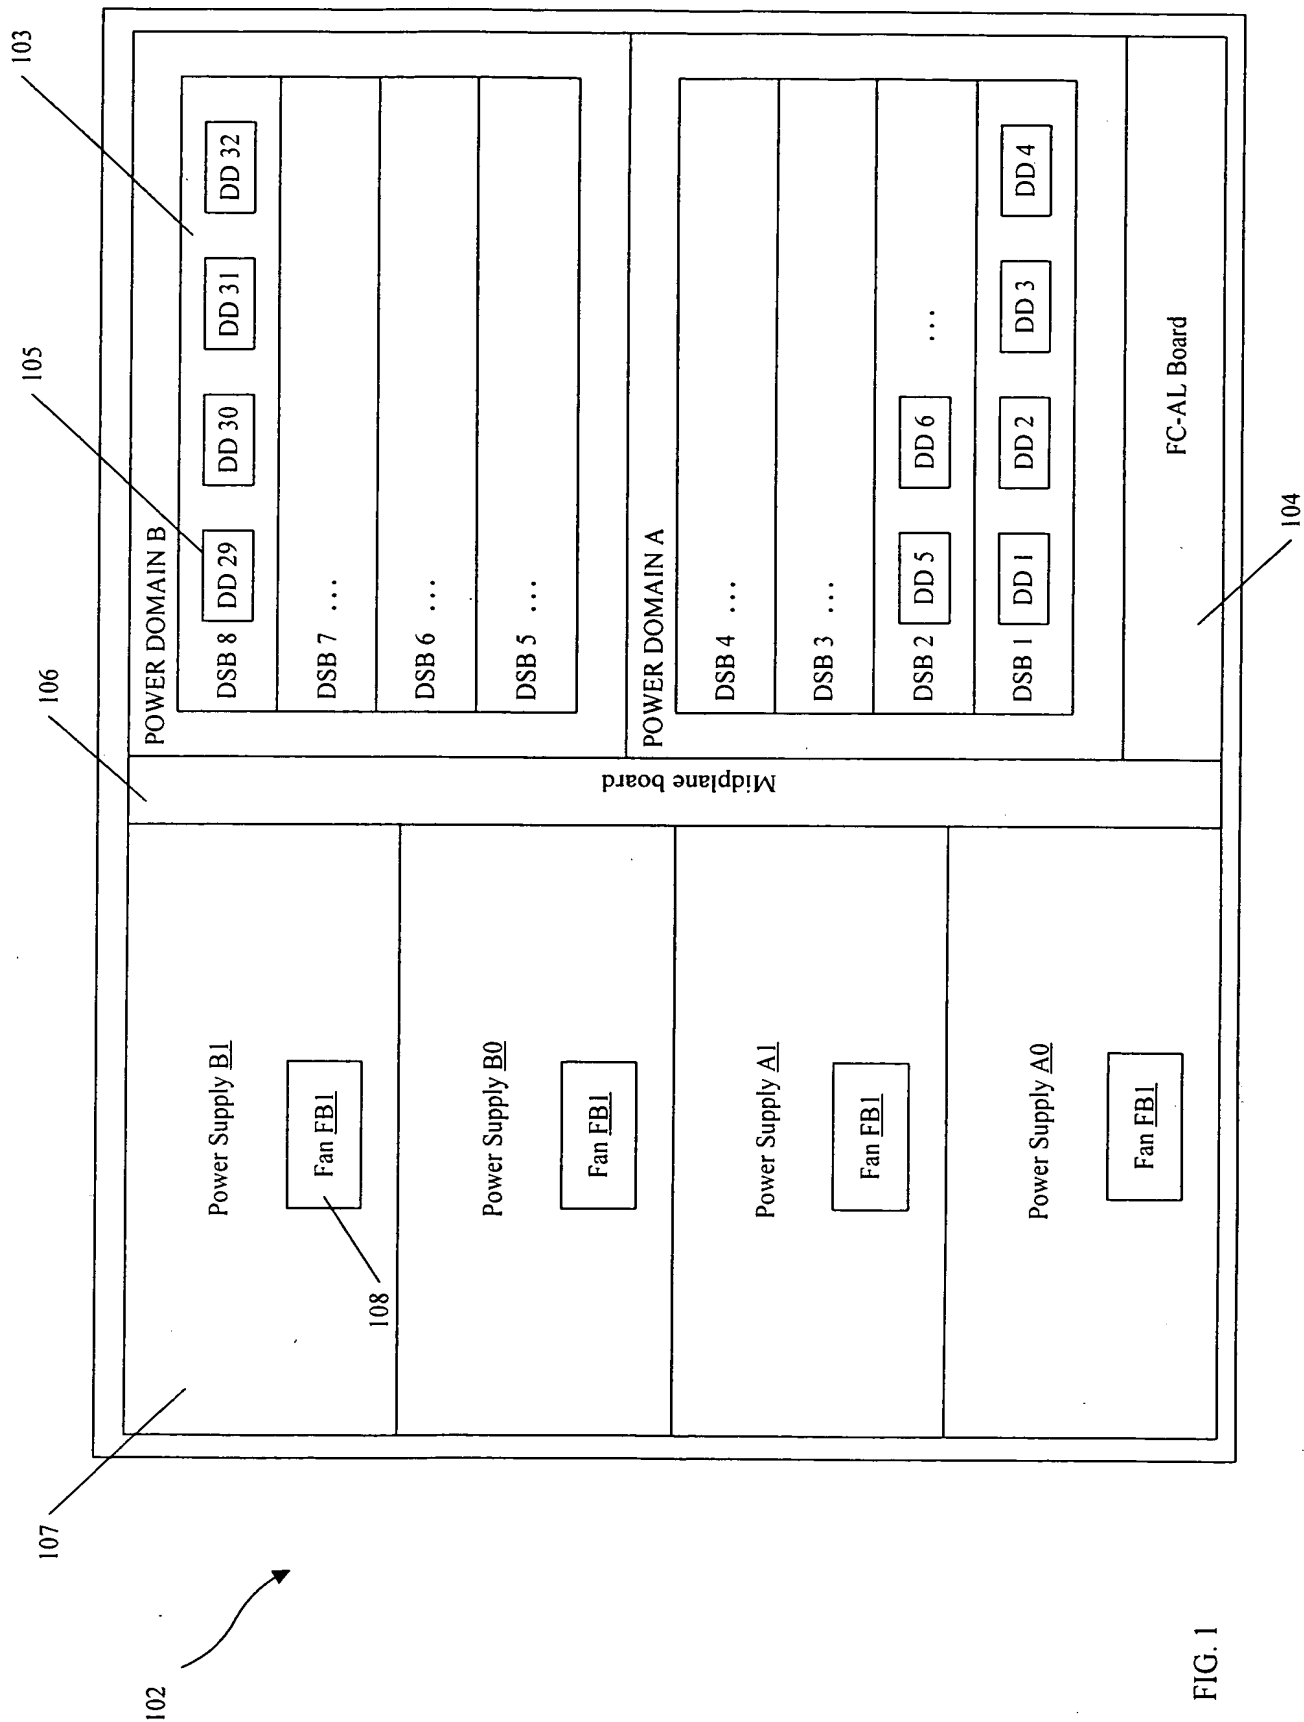 103
105
106
POWER DOMAIN B
DSB 8 DD 29 DD 30 DD 31 DD 32
DSB 7 ...
DSB 6 ...
DSB 5 ...
POWER DOMAIN A
DSB 4 ...
DSB 3 ...
DSB 2 DD 5 DD 6 ...
DSB 1 DD 1 DD 2 DD 3 DD 4
FC-AL Board
104
Midplane board
Power Supply B1
Fan FB1
108
Power Supply B0
Fan FB1
Power Supply A1
Fan FB1
Power Supply A0
Fan FB1
107
102
FIG. 1